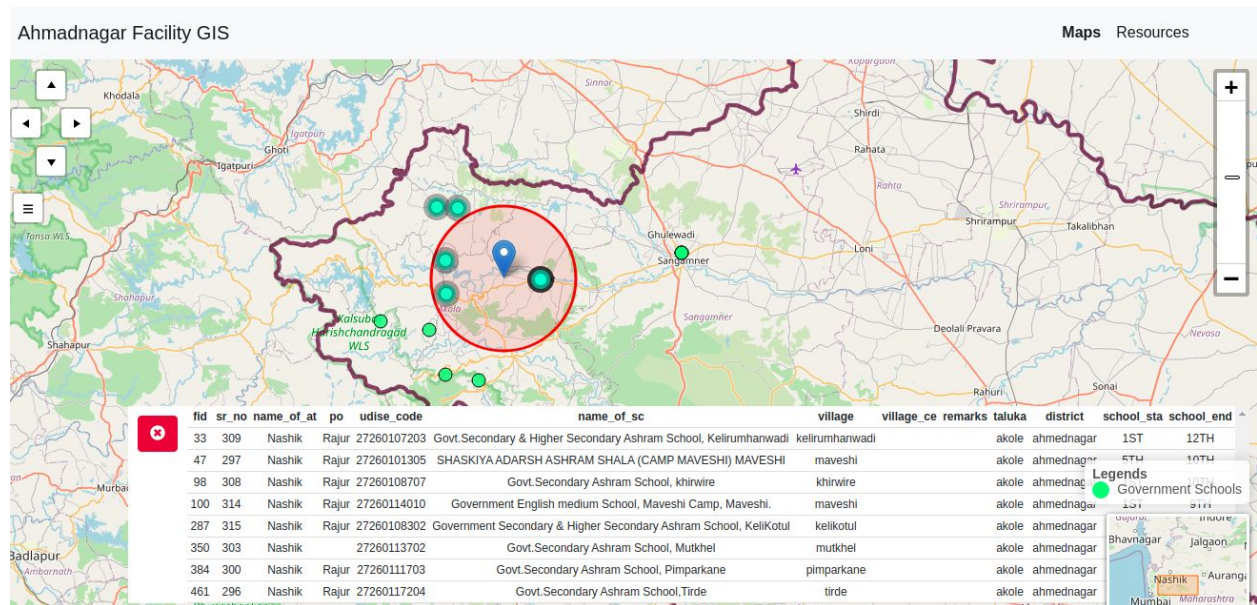 Ahmadnagar Facility GIS
Maps Resources
Kopargaon
Khodala
Sinnar
Shirdi
Igatpuri
Ghoti
Igatpuri
Rahata
Rahta
Shrirampur,
Shrirampur
Takalibhan
Tansa WLS
Ghulewadi
Sangamner
Loni
Shahapur
Akola
Kalsubai
Harishchandragad
WLS
Sangamner
Deolali Pravara
Nevasa
Shahapur
Rahuri
Sonai
fid sr_no name_of_at po udise_code name_of_sc village village_ce remarks taluka district school_sta school_end
33 309 Nashik Rajur 27260107203 Govt.Secondary & Higher Secondary Ashram School, Kelirumhanwadi kelirumhanwadi akole ahmednagar 1ST 12TH
47 297 Nashik Rajur 27260101305 SHASKIYA ADARSH ASHRAM SHALA (CAMP MAVESHI) MAVESHI maveshi akole ahmednagar 5TH 10TH
98 308 Nashik Rajur 27260108707 Govt.Secondary Ashram School, khirwire khirwire akole ahmednagar
100 314 Nashik Rajur 27260114010 Government English medium School, Maveshi Camp, Maveshi. maveshi akole ahmednagar 1ST 9TH
287 315 Nashik Rajur 27260108302 Government Secondary & Higher Secondary Ashram School, KeliKotul kelikotul akole ahmednagar
350 303 Nashik 27260113702 Govt.Secondary Ashram School, Mutkhel mutkhel akole ahmednagar
384 300 Nashik Rajur 27260111703 Govt.Secondary Ashram School, Pimparkane pimparkane akole ahmednagar
461 296 Nashik Rajur 27260117204 Govt.Secondary Ashram School,Tirde tirde akole ahmednagar
Legends
Government Schools
Murbad
Badlapur
Ambarnath
Gujarat
Indore
Bhavnagar
Jalgaon
Nashik
Auranga
Mumbai
Maharashtra